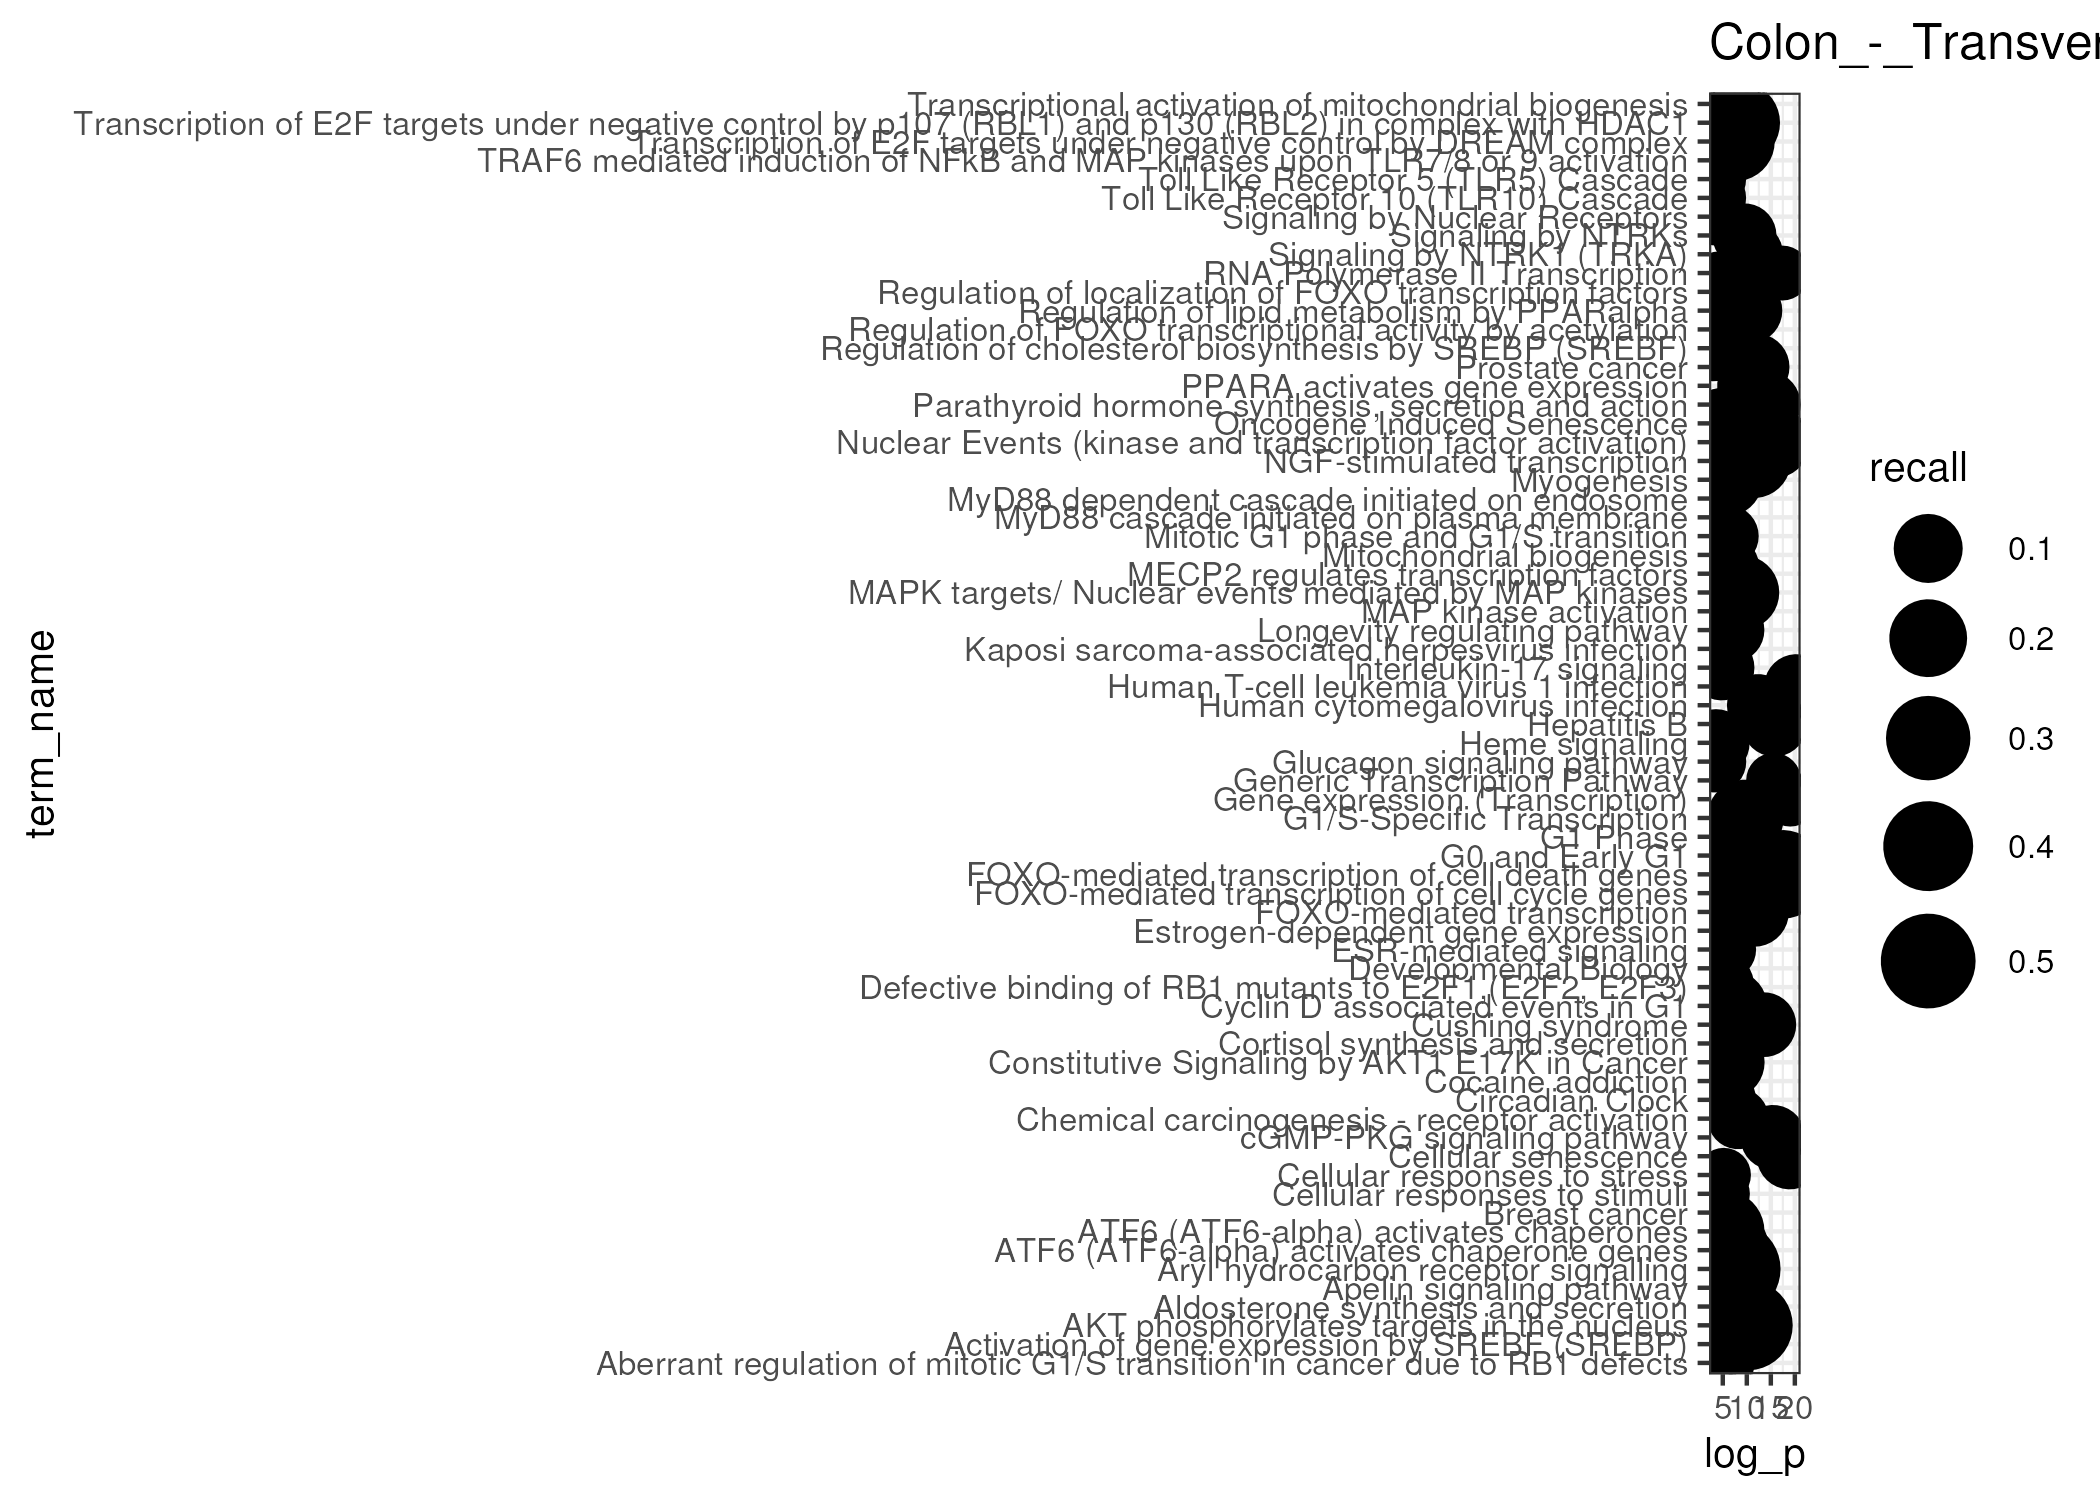 Colon_-_Transver
term_name
Transcriptional activation of mitochondrial biogenesis
Transcription of E2F targets under negative control by p107 (RBL1) and p130 (RBL2) in complex with HDAC1
Transcription of E2F targets under negative control by DREAM complex
TRAF6 mediated induction of NFkB and MAP kinases upon TLR7/8 or 9 activation
Toll Like Receptor 5 (TLR5) Cascade
Toll Like Receptor 10 (TLR10) Cascade
Signaling by Nuclear Receptors
Signaling by NTRKs
Signaling by NTRK1 (TRKA)
RNA Polymerase II Transcription
Regulation of localization of FOXO transcription factors
Regulation of lipid metabolism by PPARalpha
Regulation of FOXO transcriptional activity by acetylation
Regulation of cholesterol biosynthesis by SREBP (SREBF)
Prostate cancer
PPARA activates gene expression
Parathyroid hormone synthesis, secretion and action
Oncogene Induced Senescence
Nuclear Events (kinase and transcription factor activation)
NGF-stimulated transcription
Myogenesis
MyD88 dependent cascade initiated on endosome
MyD88 cascade initiated on plasma membrane
Mitotic G1 phase and G1/S transition
Mitochondrial biogenesis
MECP2 regulates transcription factors
MAPK targets/ Nuclear events mediated by MAP kinases
MAP kinase activation
Longevity regulating pathway
Kaposi sarcoma-associated herpesvirus infection
Interleukin-17 signaling
Human T-cell leukemia virus 1 infection
Human cytomegalovirus infection
Hepatitis B
Heme signaling
Glucagon signaling pathway
Generic Transcription Pathway
Gene expression (Transcription)
G1/S-Specific Transcription
G1 Phase
G0 and Early G1
FOXO-mediated transcription of cell death genes
FOXO-mediated transcription of cell cycle genes
FOXO-mediated transcription
Estrogen-dependent gene expression
ESR-mediated signaling
Developmental Biology
Defective binding of RB1 mutants to E2F1,(E2F2, E2F3)
Cyclin D associated events in G1
Cushing syndrome
Cortisol synthesis and secretion
Constitutive Signaling by AKT1 E17K in Cancer
Cocaine addiction
Circadian Clock
Chemical carcinogenesis - receptor activation
cGMP-PKG signaling pathway
Cellular senescence
Cellular responses to stress
Cellular responses to stimuli
Breast cancer
ATF6 (ATF6-alpha) activates chaperones
ATF6 (ATF6-alpha) activates chaperone genes
Aryl hydrocarbon receptor signalling
Apelin signaling pathway
Aldosterone synthesis and secretion
AKT phosphorylates targets in the nucleus
Activation of gene expression by SREBF (SREBP)
Aberrant regulation of mitotic G1/S transition in cancer due to RB1 defects
5 10 15 20
log_p
recall
0.1
0.2
0.3
0.4
0.5